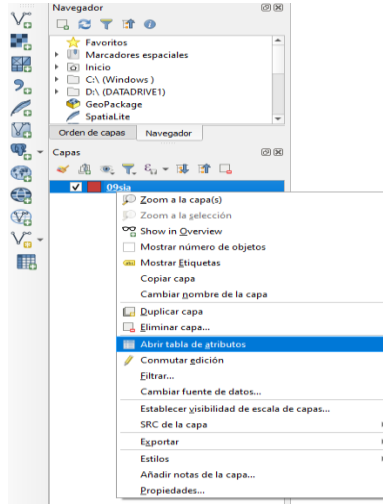 Navegador
Favoritos
Marcadores espaciales
Inicio
C:\ (Windows )
D:\ (DATADRIVE1)
GeoPackage
SpatiaLite
Orden de capas Navegador
Capas
09sia
Zoom a la capa(s)
Zoom a la selección
Show in Overview
Mostrar número de objetos
Mostrar Etiquetas
Copiar capa
Cambiar nombre de la capa
Duplicar capa
Eliminar capa...
Abrir tabla de atributos
Conmutar edición
Filtrar...
Cambiar fuente de datos...
Establecer visibilidad de escala de capas...
SRC de la capa
Exportar
Estilos
Añadir notas de la capa...
Propiedades...